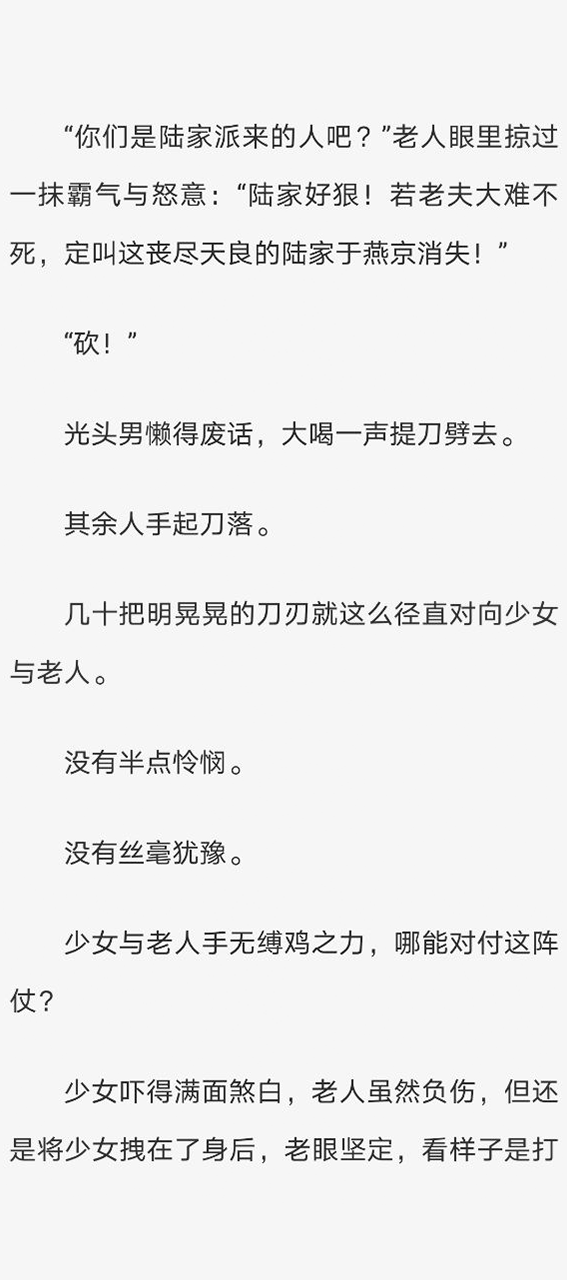 “你们是陆家派来的人吧？”老人眼里掠过
一抹霸气与怒意：“陆家好狠！若老夫大难不
死，定叫这丧尽天良的陆家于燕京消失！”
“砍！”
光头男懒得废话，大喝一声提刀劈去。
其余人手起刀落。
几十把明晃晃的刀刃就这么径直对向少女
与老人。
没有半点怜悯。
没有丝毫犹豫。
少女与老人手无缚鸡之力，哪能对付这阵
仗？
少女吓得满面煞白，老人虽然负伤，但还
是将少女拽在了身后，老眼坚定，看样子是打